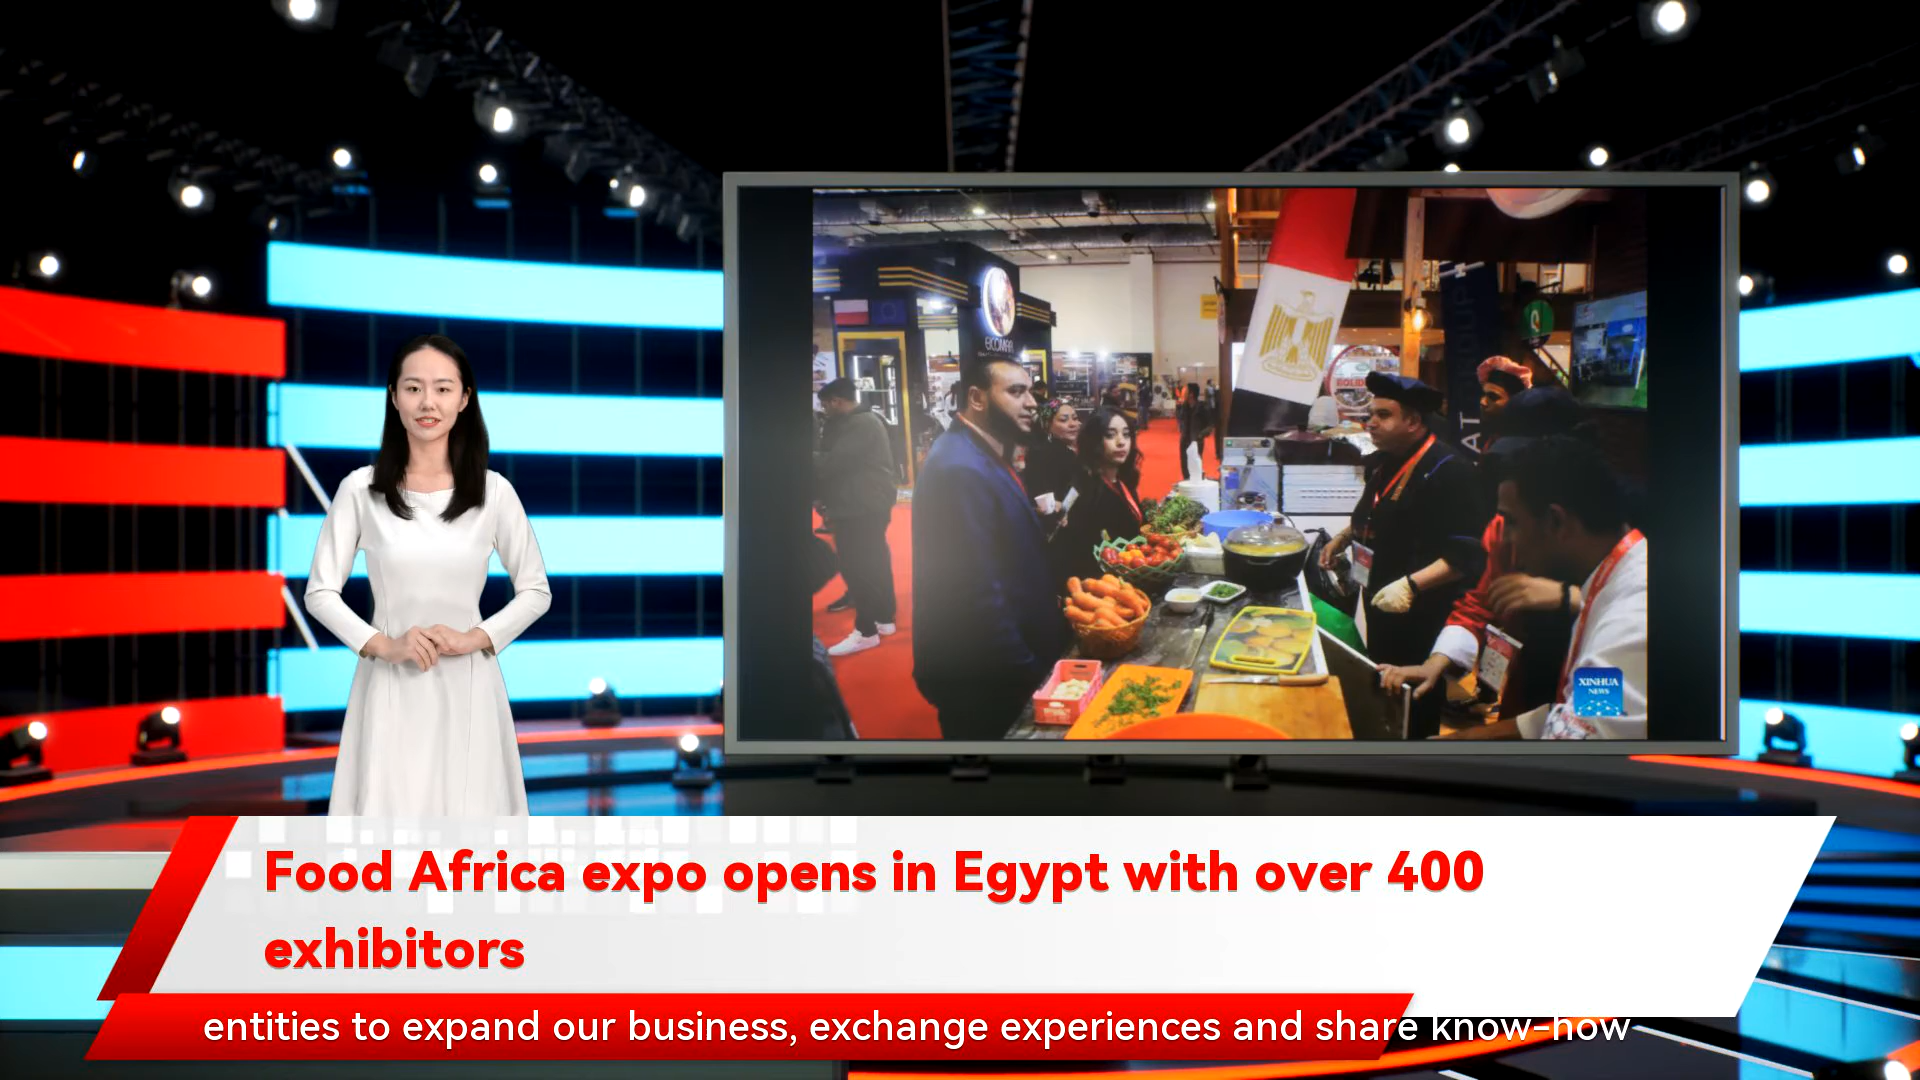 ECOMAR
XINHUA
NEWS
Food Africa expo opens in Egypt with over 400
exhibitors
entities to expand our business, exchange experiences and share know-how